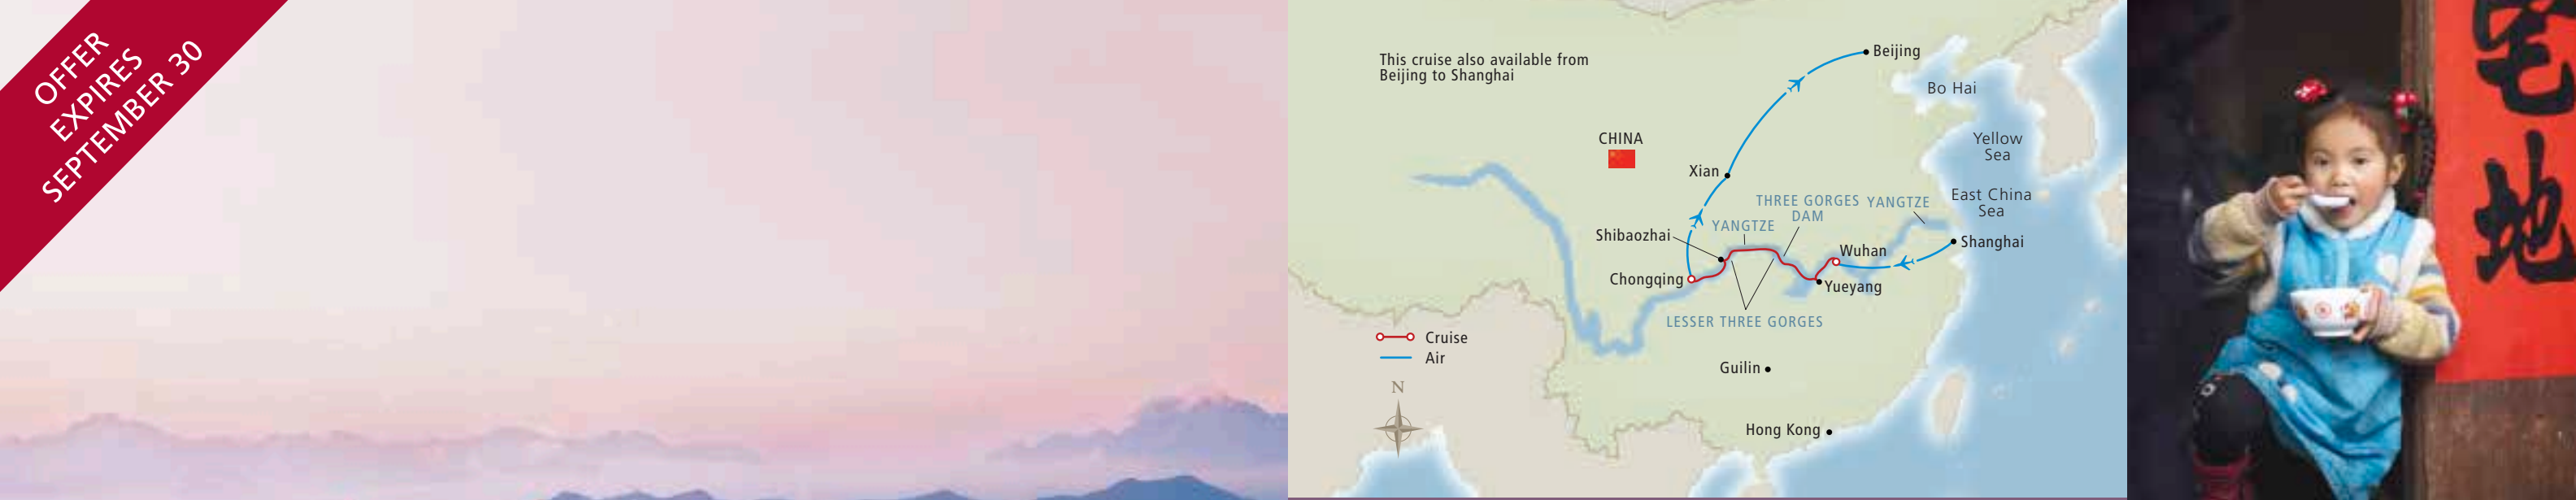 OFFER
EXPIRES
SEPTEMBER 30
This cruise also available from
Beijing to Shanghai
Beijing
Bo Hai
CHINA
Yellow
Sea
Xian
THREE GORGES
DAM
YANGTZE
East China
Sea
YANGTZE
Shibaozhai
Wuhan
Shanghai
Chongqing
Yueyang
LESSER THREE GORGES
Cruise
Air
Guilin
N
Hong Kong
宅
地